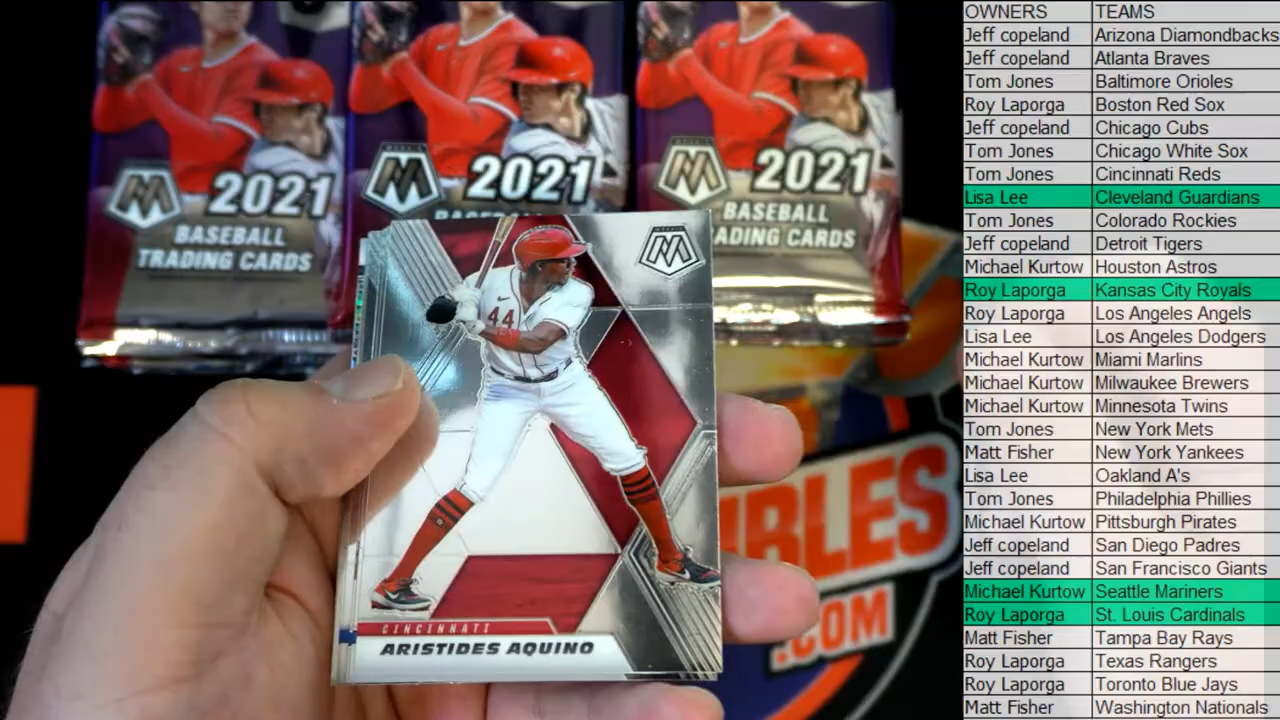 2021
BASEBALL
TRADING CARDS
2021
2021
BASEBALL
ADING CARDS
44
CINCINNATI
ARISTIDES AQUINO
IBLES
.COM
OWNERS TEAMS
Jeff copeland Arizona Diamondbacks
Jeff copeland Atlanta Braves
Tom Jones Baltimore Orioles
Roy Laporga Boston Red Sox
Jeff copeland Chicago Cubs
Tom Jones Chicago White Sox
Tom Jones Cincinnati Reds
Lisa Lee Cleveland Guardians
Tom Jones Colorado Rockies
Jeff copeland Detroit Tigers
Michael Kurtow Houston Astros
Roy Laporga Kansas City Royals
Roy Laporga Los Angeles Angels
Lisa Lee Los Angeles Dodgers
Michael Kurtow Miami Marlins
Michael Kurtow Milwaukee Brewers
Michael Kurtow Minnesota Twins
Tom Jones New York Mets
Matt Fisher New York Yankees
Lisa Lee Oakland A's
Tom Jones Philadelphia Phillies
Michael Kurtow Pittsburgh Pirates
Jeff copeland San Diego Padres
Jeff copeland San Francisco Giants
Michael Kurtow Seattle Mariners
Roy Laporga St. Louis Cardinals
Matt Fisher Tampa Bay Rays
Roy Laporga Texas Rangers
Roy Laporga Toronto Blue Jays
Matt Fisher Washington Nationals